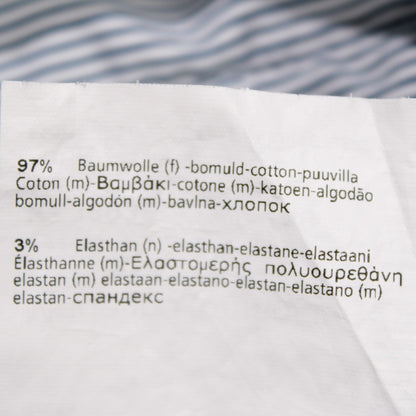 97% Baumwolle (f) -bomuld-cotton-puuvilla
Coton (m)-Βαμβάκι-cotone (m)-katoen-algodão
bomull-algodón (m)-bavlna-хлопок
3% Elasthan (n) -elasthan-elastane-elastaani
Élasthanne (m)-Ελαστομερής πολυουρεθάνη
elastan (m) elastaan-elastano-elastan-elastano (m)
elastan-спандекс